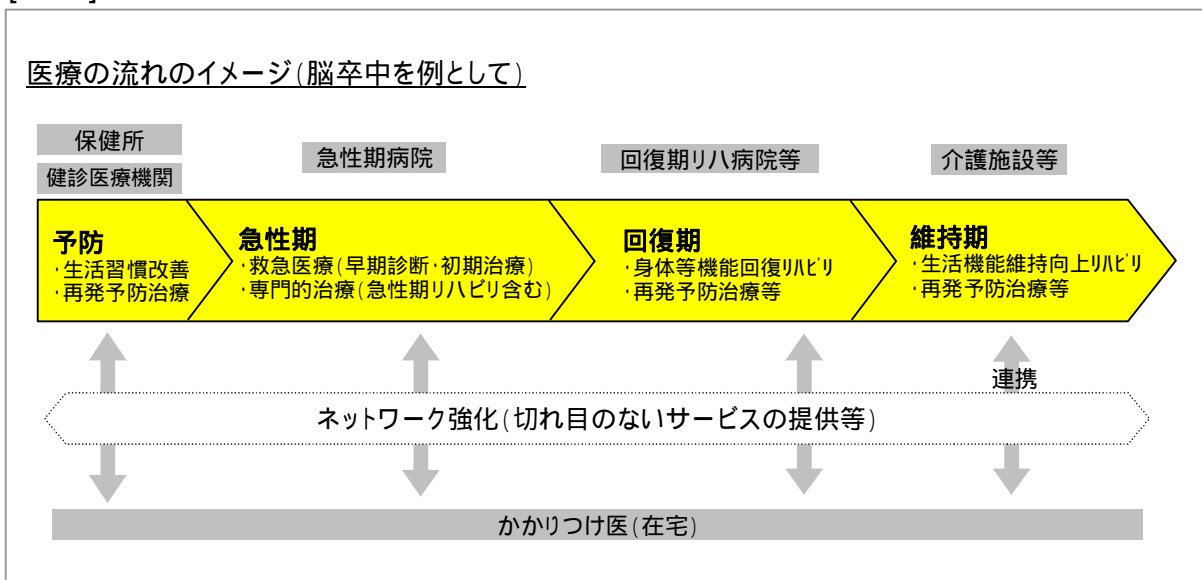 医療の流れのイメージ(脳卒中を例として)
保健所
健診医療機関
急性期病院
回復期リハ病院等
介護施設等
予防
・生活習慣改善
・再発予防治療
急性期
・救急医療(早期診断・初期治療)
・専門的治療(急性期リハビリ含む)
回復期
・身体等機能回復ﾘﾊﾋﾞﾘ
・再発予防治療等
維持期
・生活機能維持向上ﾘﾊﾋﾞﾘ
・再発予防治療等
連携
ネットワーク強化(切れ目のないサービスの提供等)
かかりつけ医(在宅)